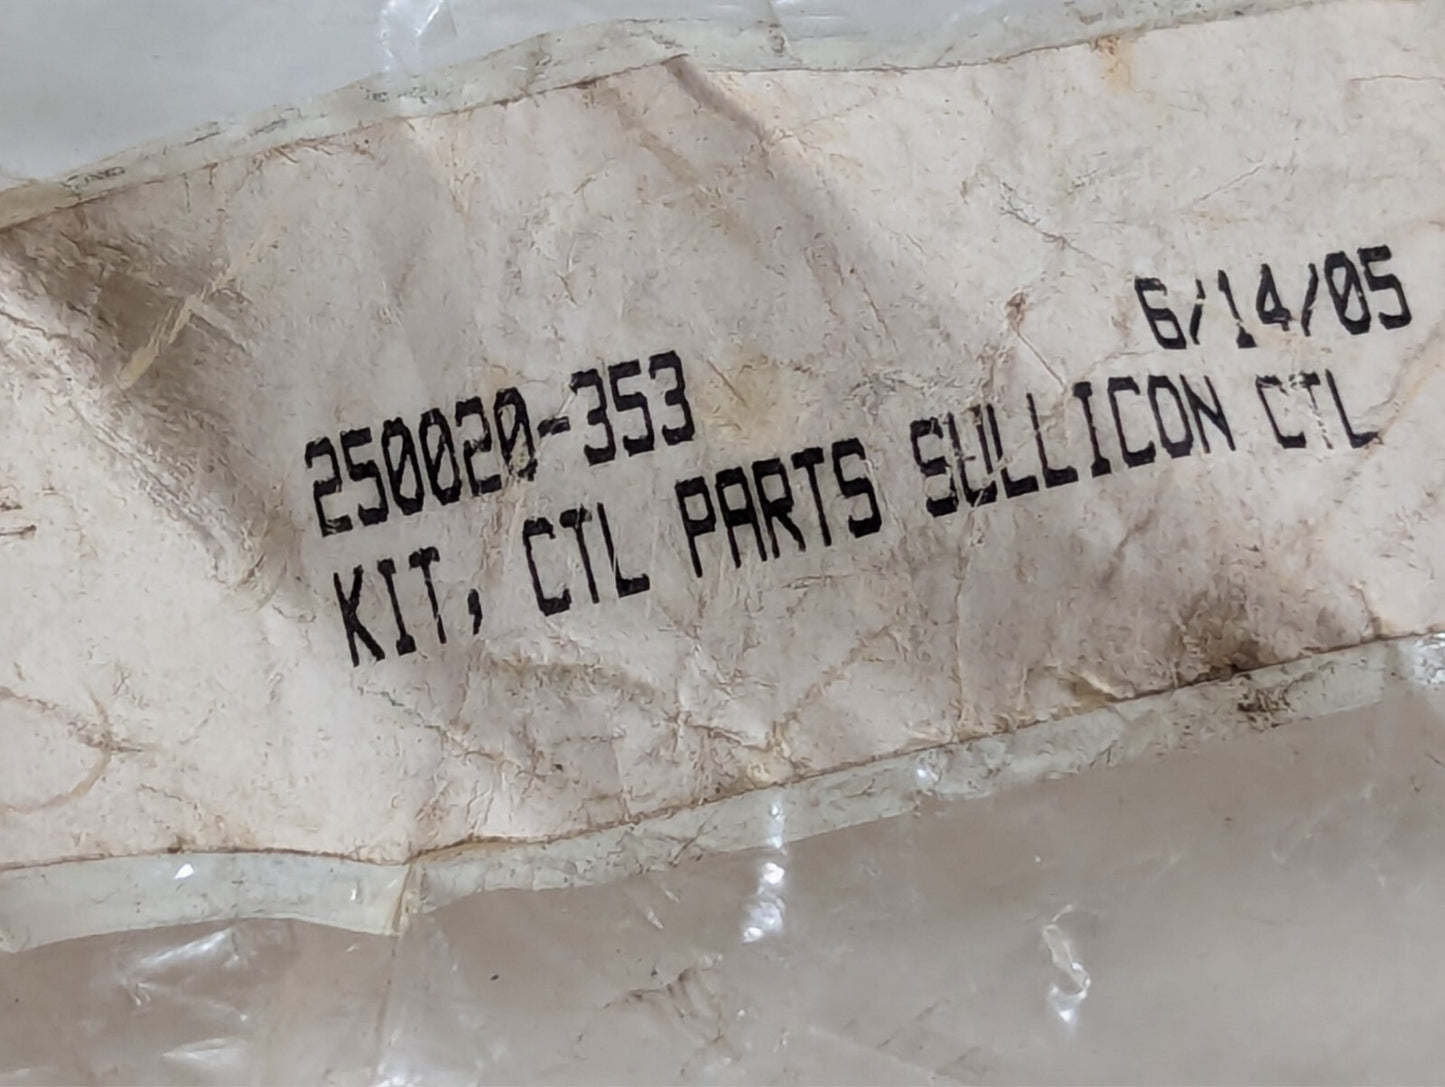 6/14/05
250020-353
KIT, CTL PARTS SULLICON CTL